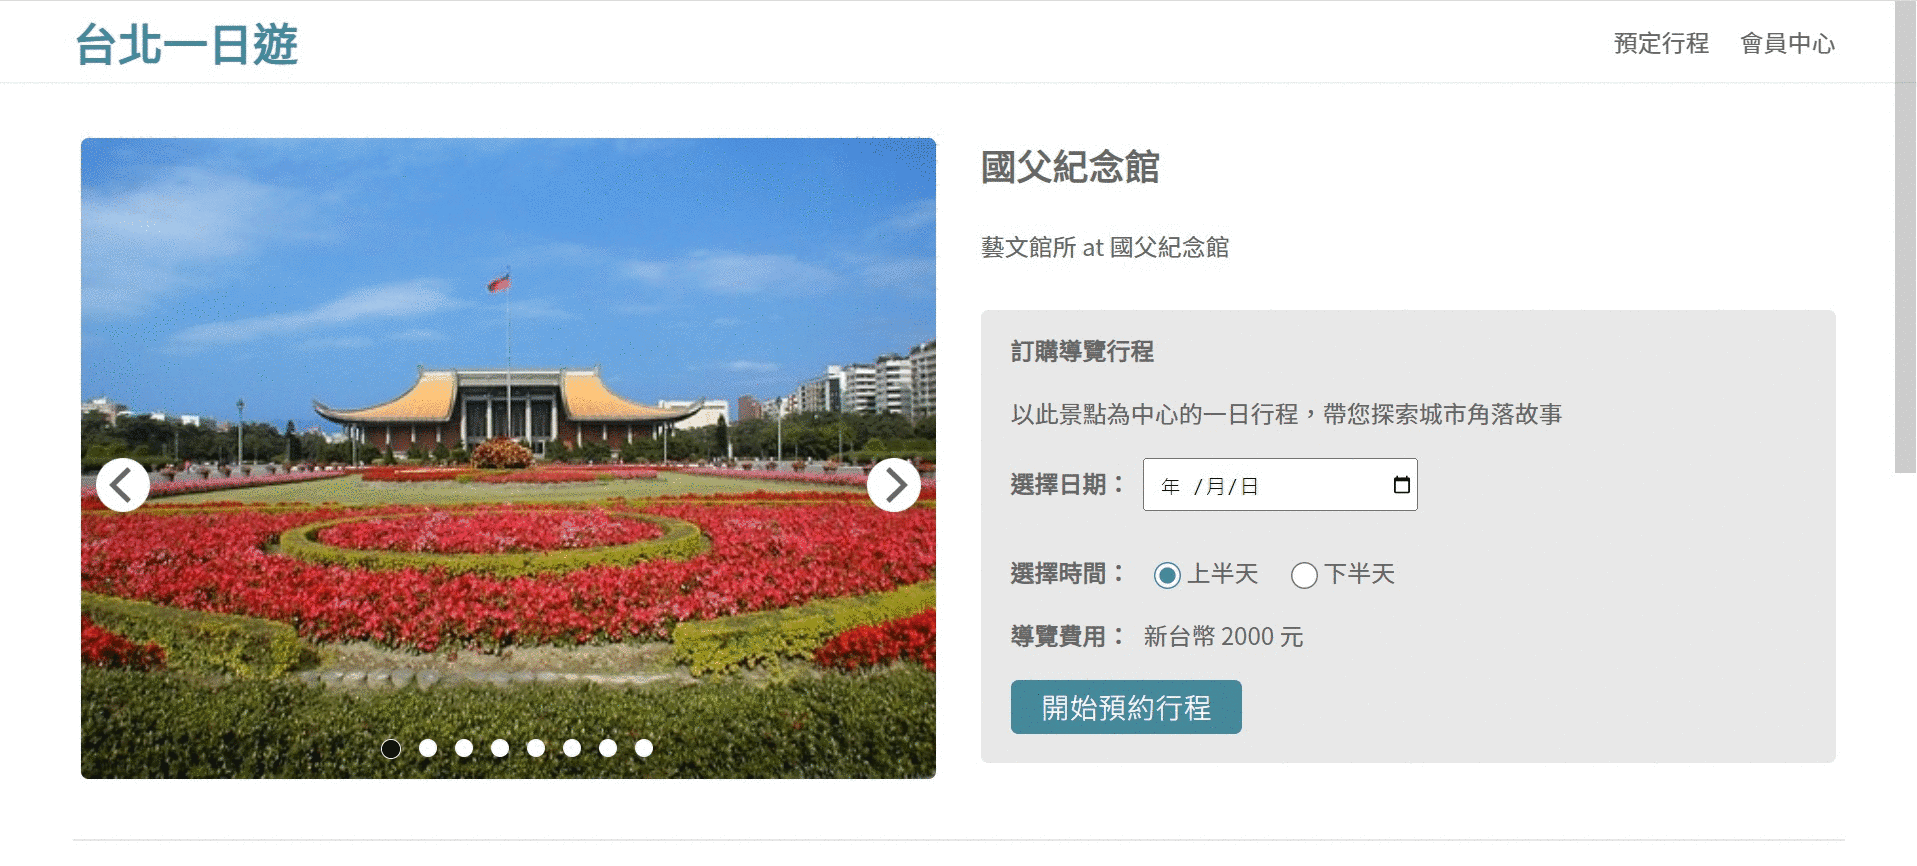 台北一日遊
預定行程 會員中心
國父紀念館
藝文館所 at 國父紀念館
訂購導覽行程
以此景點為中心的一日行程，帶您探索城市角落故事
選擇日期： 年 /月/日
選擇時間： 上半天 下半天
導覽費用： 新台幣 2000 元
開始預約行程